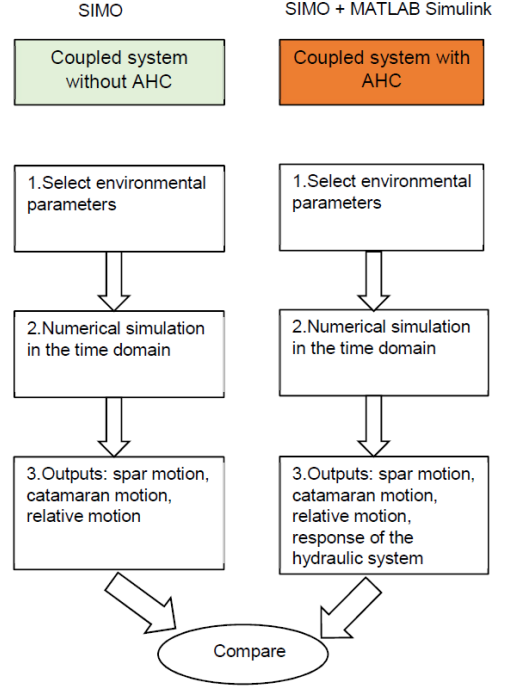 SIMO
Coupled system
without AHC
1.Select environmental
parameters
2.Numerical simulation
in the time domain
3.Outputs: spar motion,
catamaran motion,
relative motion
SIMO + MATLAB Simulink
Coupled system with
AHC
1.Select environmental
parameters
2.Numerical simulation
in the time domain
3.Outputs: spar motion,
catamaran motion,
relative motion,
response of the
hydraulic system
Compare